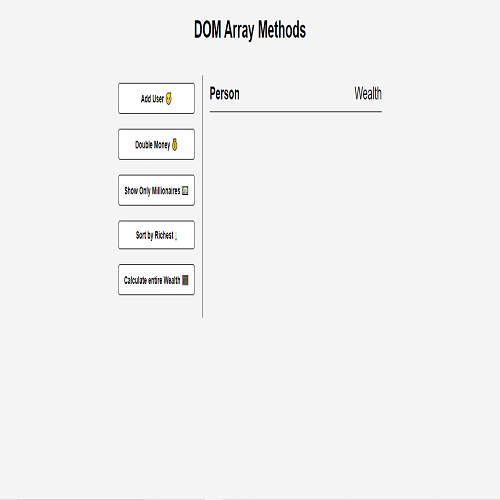 DOM Array Methods
Add User 🤑
Double Money 💰
Show Only Millionaires 💵
Sort by Richest ↓
Calculate entire Wealth 🧮
Person Wealth